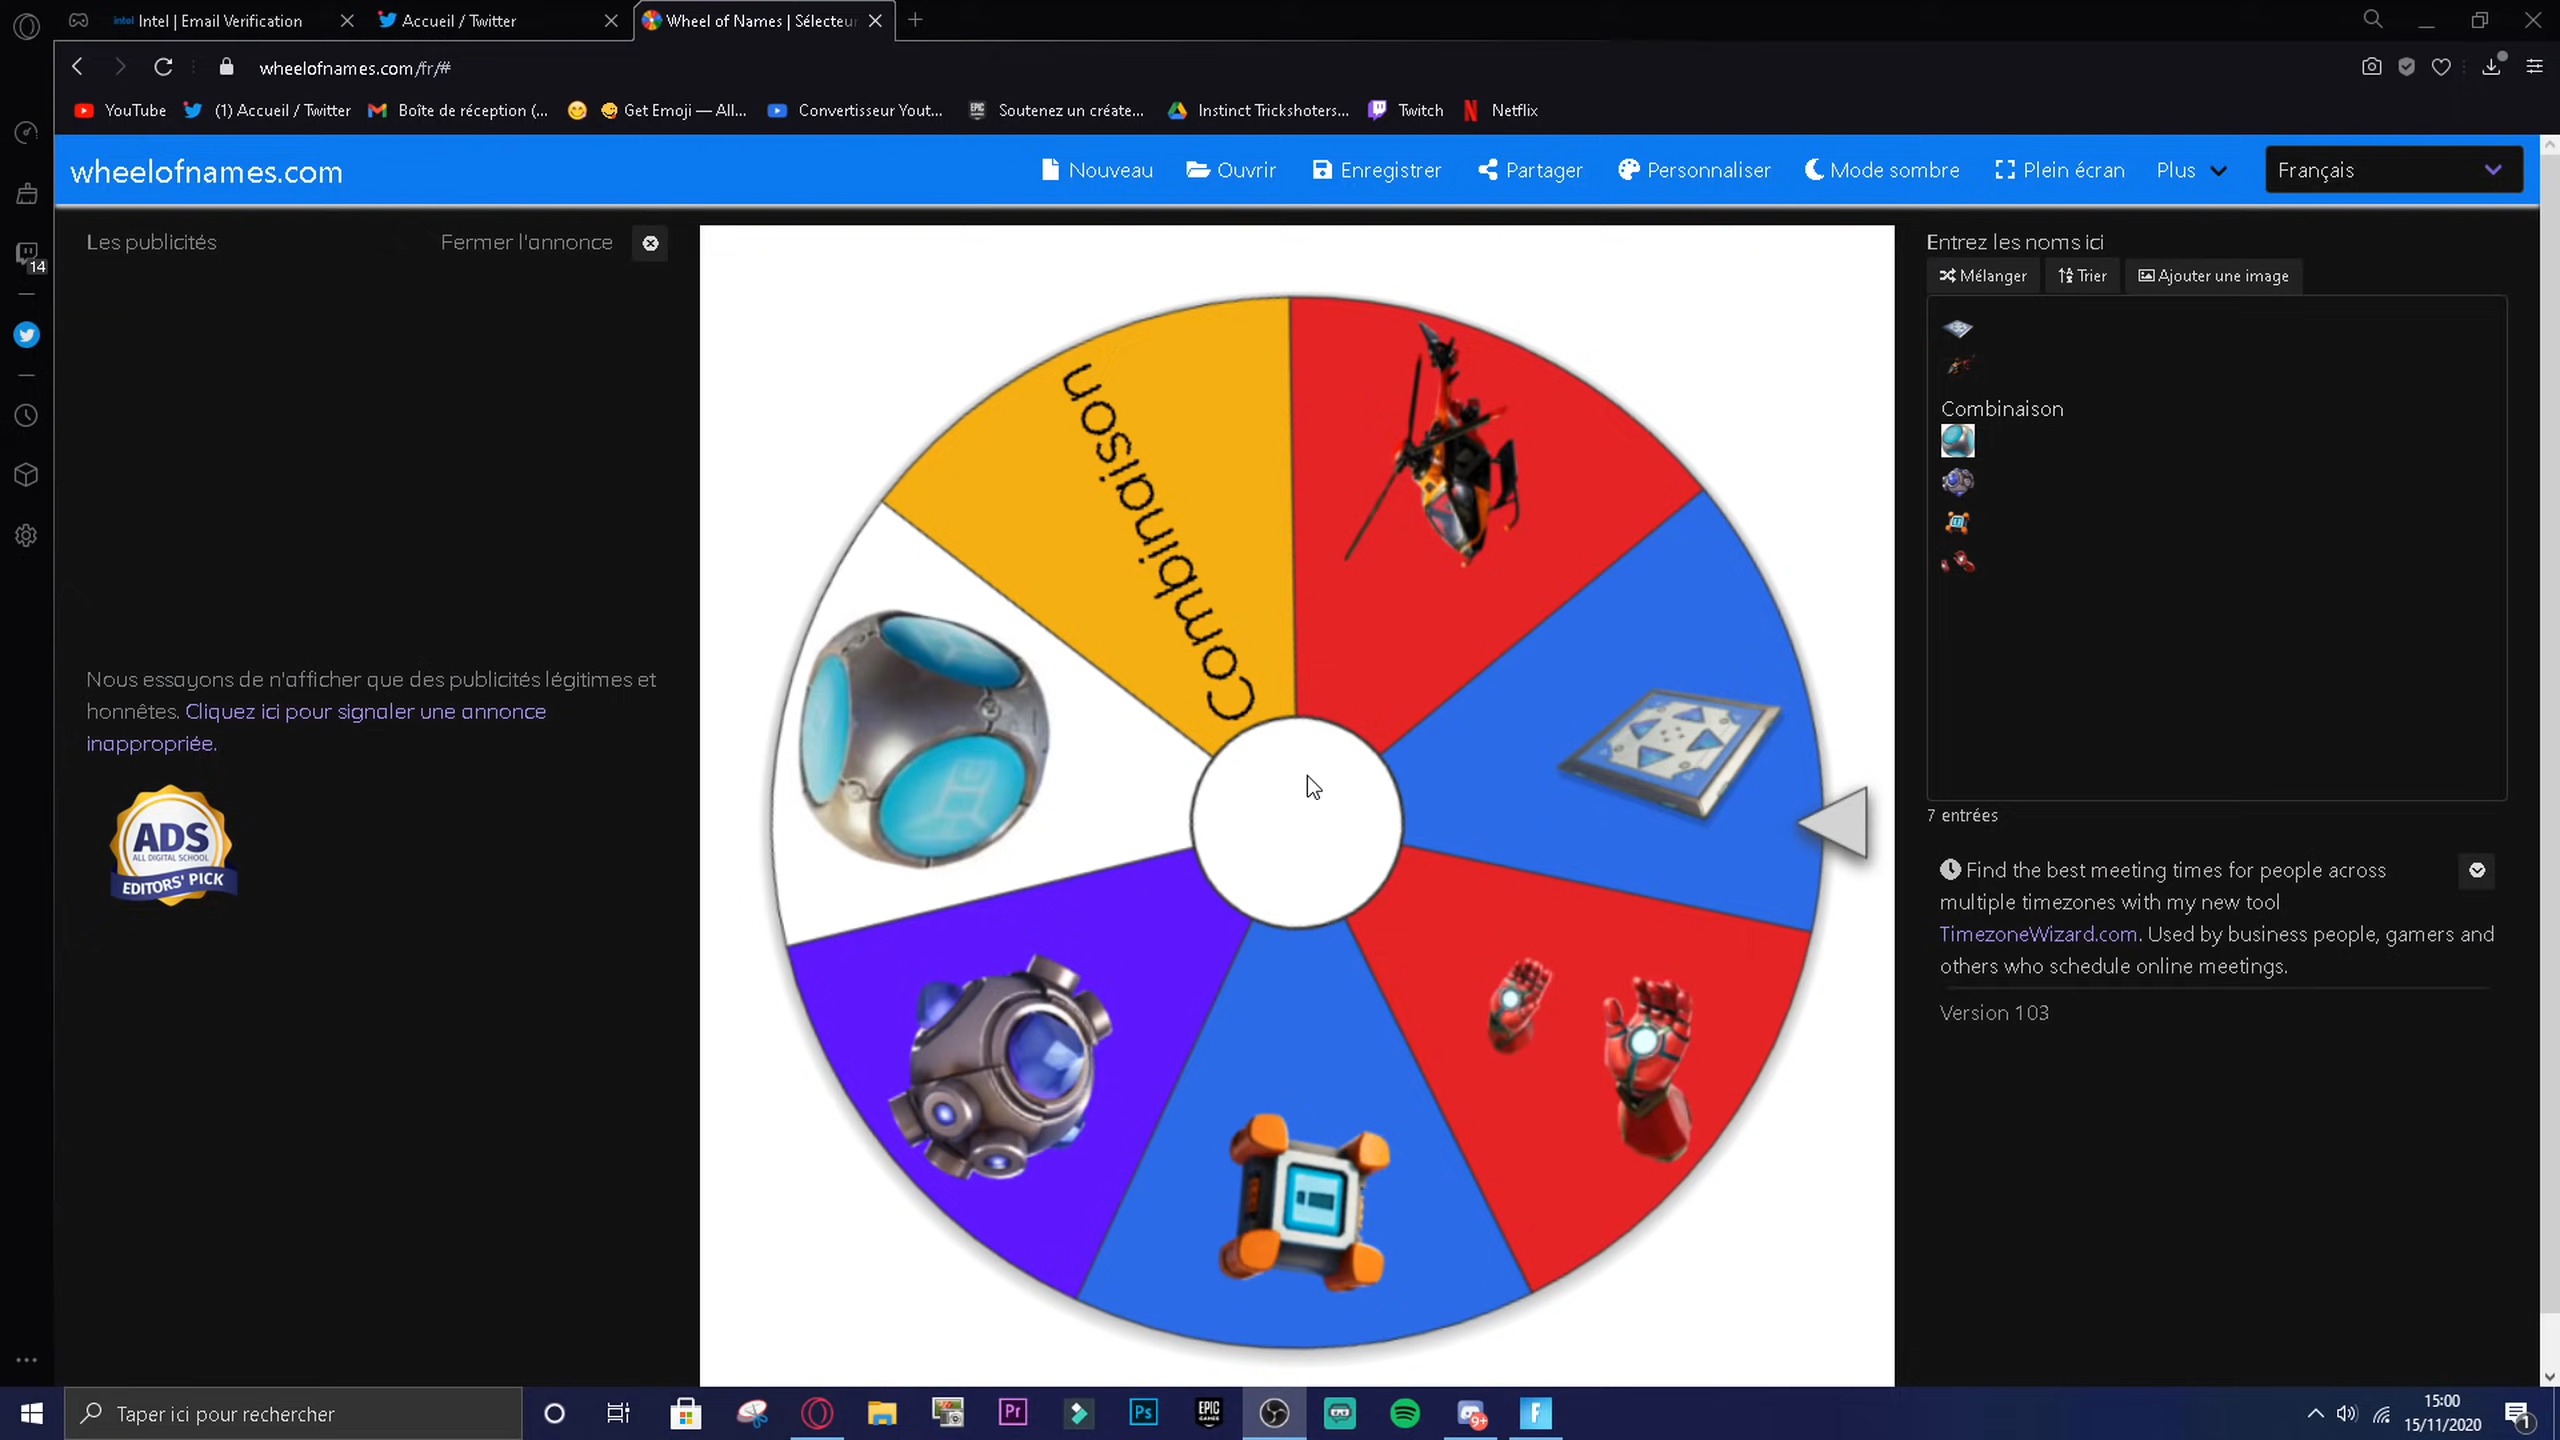 Intel | Email Verification
Accueil / Twitter
Wheel of Names | Sélecteur
wheelofnames.com/fr/#
YouTube
(1) Accueil / Twitter
Boîte de réception (...
Get Emoji — All...
Convertisseur Yout...
Soutenez un créate...
Instinct Trickshoters...
Twitch
Netflix
wheelofnames.com
Nouveau
Ouvrir
Enregistrer
Partager
Personnaliser
Mode sombre
Plein écran
Plus
Français
14
Les publicités
Fermer l'annonce
Nous essayons de n'afficher que des publicités légitimes et
honnêtes. Cliquez ici pour signaler une annonce
inappropriée.
ADS
ALL DIGITAL SCHOOL
EDITORS' PICK
Combinaison
Entrez les noms ici
Mélanger
Trier
Ajouter une image
Combinaison
7 entrées
Find the best meeting times for people across
multiple timezones with my new tool
TimezoneWizard.com. Used by business people, gamers and
others who schedule online meetings.
Version 103
Taper ici pour rechercher
Pr
Ps
EPIC
GAMES
9+
F
15:00
15/11/2020
1